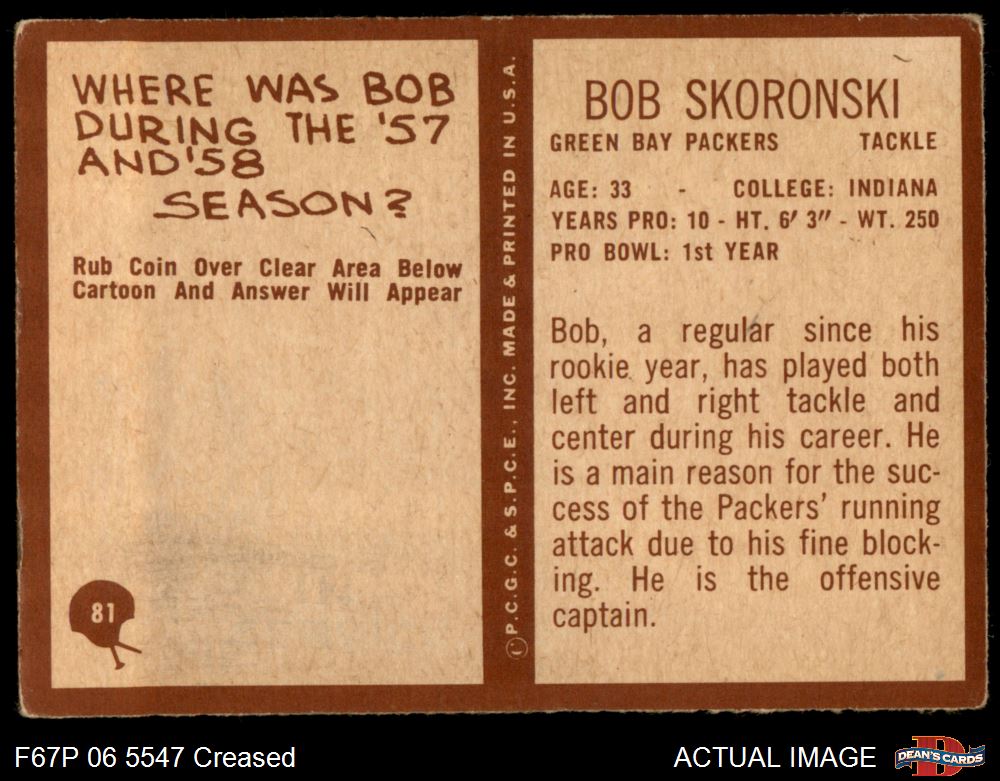 WHERE WAS BOB
DURING THE '57
AND '58
SEASON?
Rub Coin Over Clear Area Below
Cartoon And Answer Will Appear
81
© P.C.G.C. & S.P.C.E., INC. MADE & PRINTED IN U.S.A.
BOB SKORONSKI
GREEN BAY PACKERS TACKLE
AGE: 33 - COLLEGE: INDIANA
YEARS PRO: 10 - HT. 6' 3" - WT. 250
PRO BOWL: 1st YEAR
Bob, a regular since his
rookie year, has played both
left and right tackle and
center during his career. He
is a main reason for the suc-
cess of the Packers' running
attack due to his fine block-
ing. He is the offensive
captain.
F67P 06 5547 Creased
ACTUAL IMAGE
DEAN'S CARDS